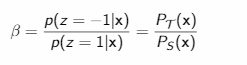 β = p(z = −1|x) / p(z = 1|x) = P_𝒯(x) / P_S(x)